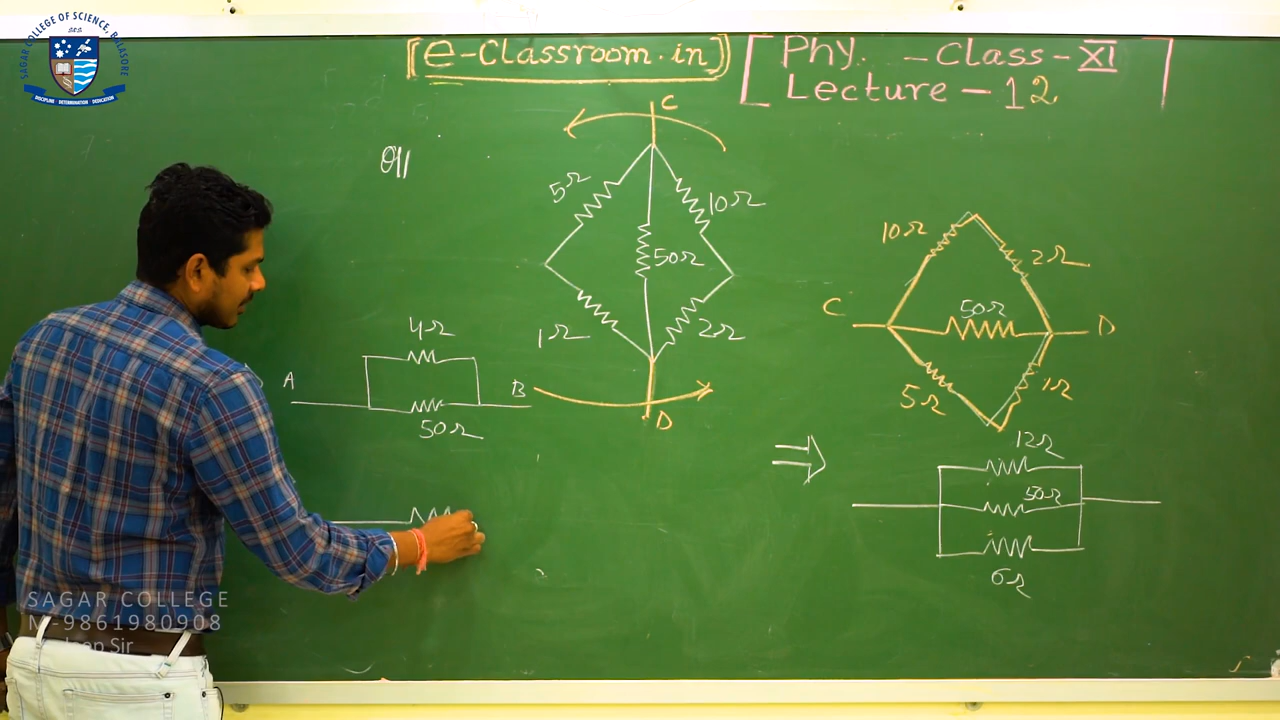 SAGAR COLLEGE OF SCIENCE, BALASORE
DISCIPLINE DETERMINATION DEDICATION
e-Classroom.in
Phy. - Class - XI
Lecture - 12
C
5Ω
10Ω
50Ω
1Ω
2Ω
D
4Ω
A
B
50Ω
10Ω
2Ω
C
50Ω
D
5Ω
1Ω
⇒
12Ω
50Ω
6Ω
SAGAR COLLEGE
M-9861980908
Sir